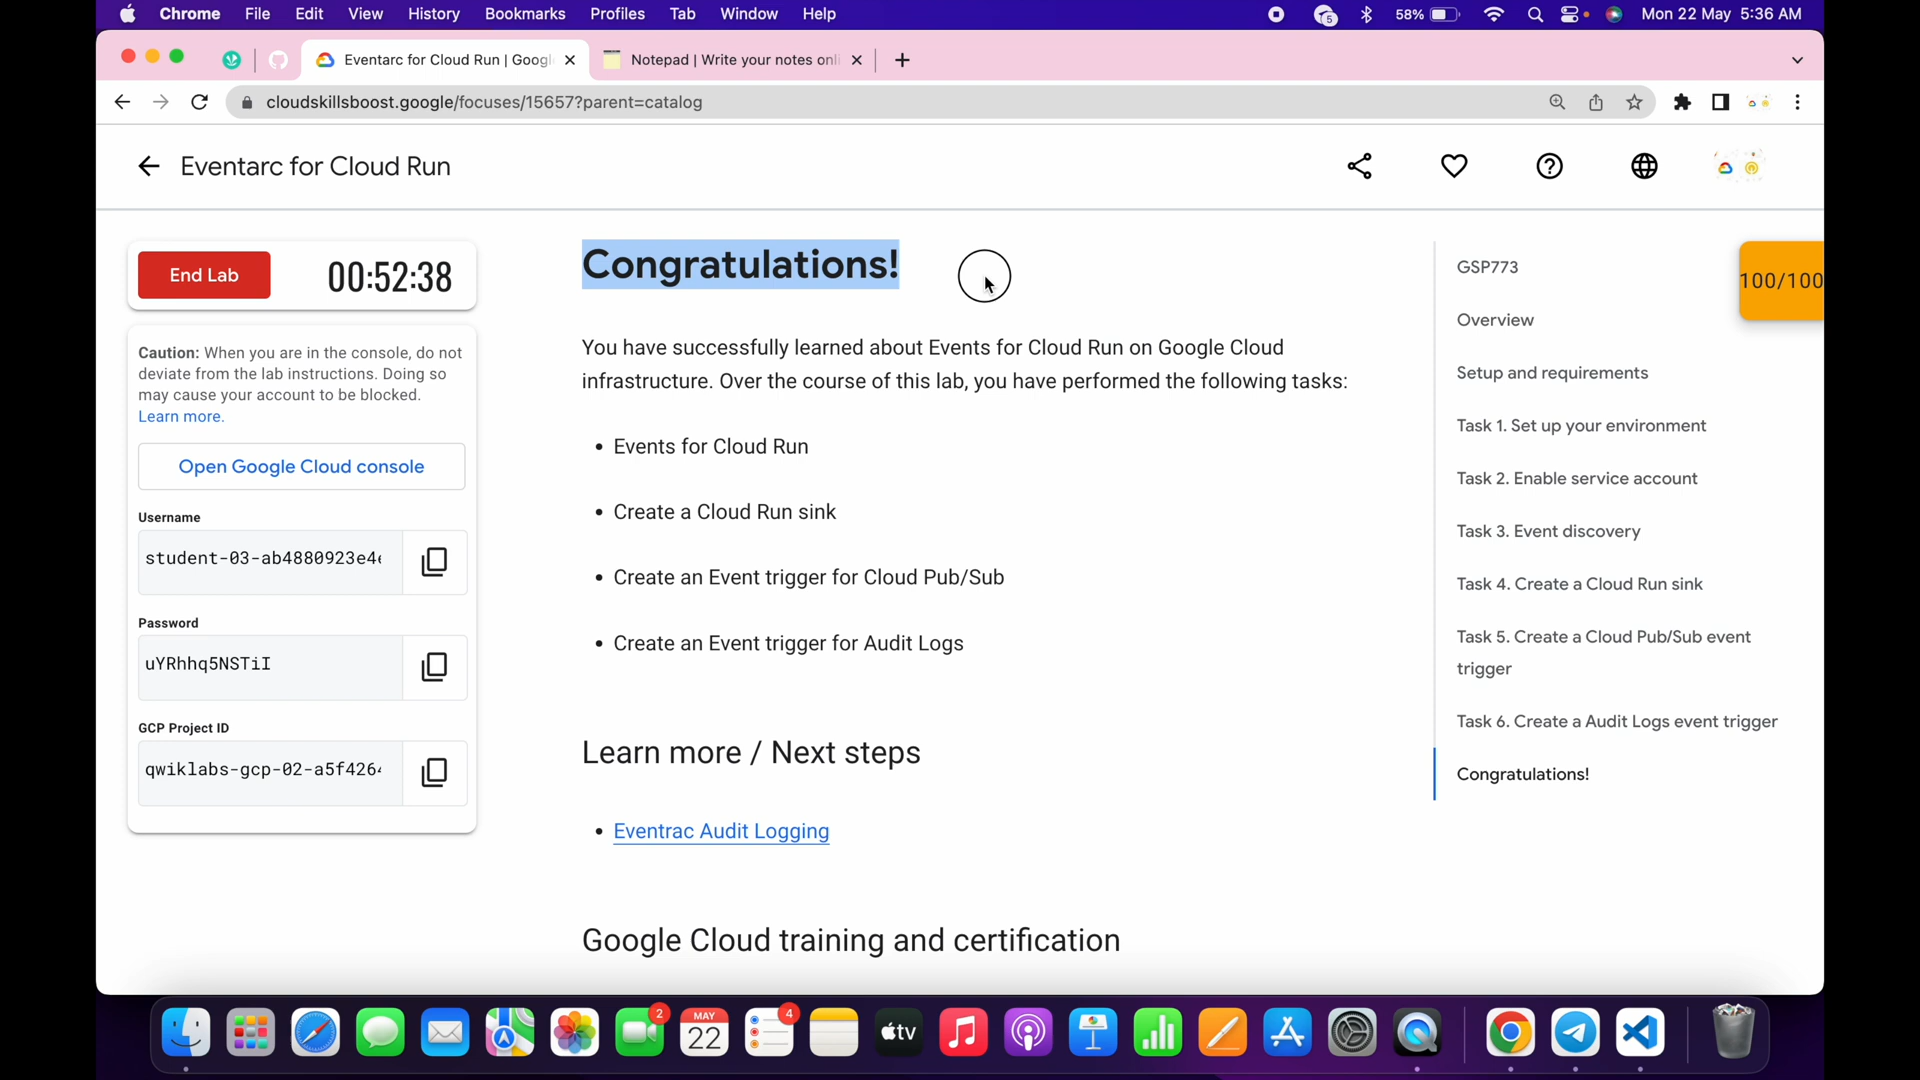 Chrome File Edit View History Bookmarks Profiles Tab Window Help 5 58% Mon 22 May 5:36 AM
Eventarc for Cloud Run | Googl Notepad | Write your notes onli
cloudskillsboost.google/focuses/15657?parent=catalog
Eventarc for Cloud Run
End Lab 00:52:38
Caution: When you are in the console, do not
deviate from the lab instructions. Doing so
may cause your account to be blocked.
Learn more.
Open Google Cloud console
Username
student-03-ab4880923e4
Password
uYRhhq5NSTiI
GCP Project ID
qwiklabs-gcp-02-a5f426
Congratulations!
You have successfully learned about Events for Cloud Run on Google Cloud
infrastructure. Over the course of this lab, you have performed the following tasks:
• Events for Cloud Run
• Create a Cloud Run sink
• Create an Event trigger for Cloud Pub/Sub
• Create an Event trigger for Audit Logs
Learn more / Next steps
• Eventrac Audit Logging
Google Cloud training and certification
GSP773
100/100
Overview
Setup and requirements
Task 1. Set up your environment
Task 2. Enable service account
Task 3. Event discovery
Task 4. Create a Cloud Run sink
Task 5. Create a Cloud Pub/Sub event
trigger
Task 6. Create a Audit Logs event trigger
Congratulations!
2 MAY 22 4 tv